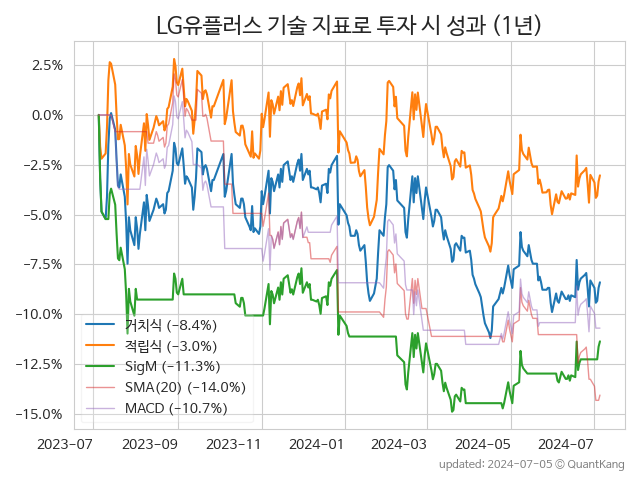 LG유플러스 기술 지표로 투자 시 성과 (1년)
2.5%
0.0%
−2.5%
−5.0%
−7.5%
−10.0%
−12.5%
−15.0%
거치식 (−8.4%)
적립식 (−3.0%)
SigM (−11.3%)
SMA(20) (−14.0%)
MACD (−10.7%)
2023−07
2023−09
2023−11
2024−01
2024−03
2024−05
2024−07
updated: 2024−07−05 © QuantKang